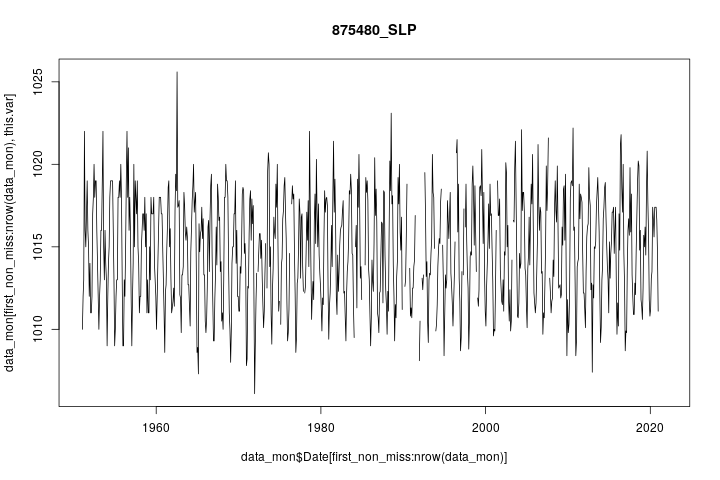 875480_SLP
data_mon[first_non_miss:nrow(data_mon), this.var]
1025
1020
1015
1010
1960
1980
2000
2020
data_mon$Date[first_non_miss:nrow(data_mon)]